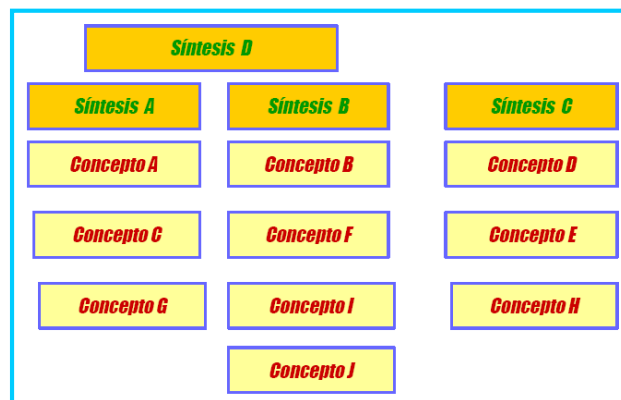 Síntesis D
Síntesis A
Síntesis B
Síntesis C
Concepto A
Concepto B
Concepto D
Concepto C
Concepto F
Concepto E
Concepto G
Concepto I
Concepto H
Concepto J